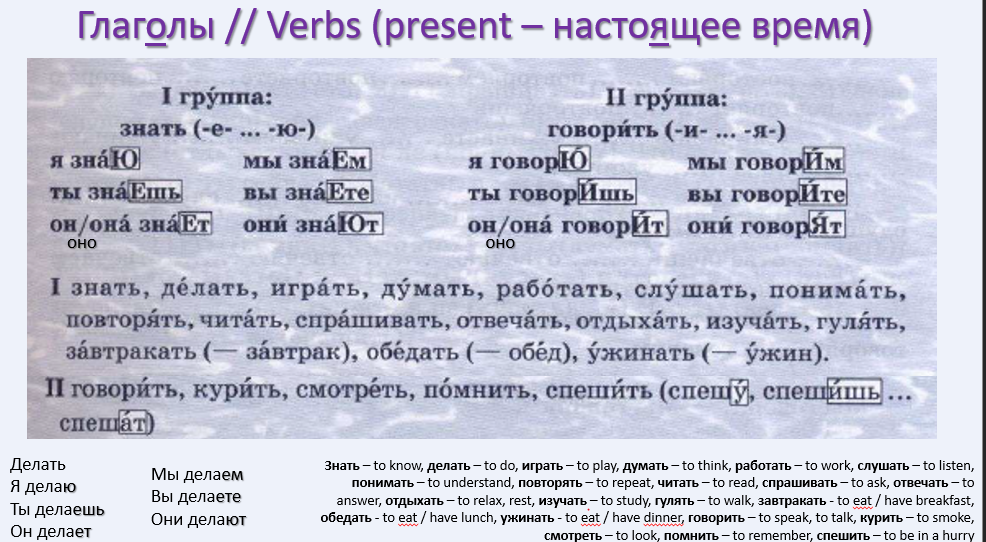 Глаголы // Verbs (present – настоящее время)
I гру́ппа:
знать (-е- ... -ю-)
я зна́Ю мы зна́Ем
ты зна́Ешь вы зна́Ете
он/она́ зна́Ет они́ зна́Ют
оно
II гру́ппа:
говори́ть (-и- ... -я-)
я говорЮ́ мы говорИ́м
ты говорИ́шь вы говорИ́те
он/она́ говорИ́т они́ говорЯ́т
оно
I знать, де́лать, игра́ть, ду́мать, рабо́тать, слу́шать, понима́ть,
повторя́ть, чита́ть, спра́шивать, отвеча́ть, отдыха́ть, изуча́ть, гуля́ть,
за́втракать (— за́втрак), обе́дать (— обе́д), у́жинать (— у́жин).
II говори́ть, кури́ть, смотре́ть, по́мнить, спеши́ть (спешу́, спеши́шь ...
спеша́т)
Делать
Я делаю
Ты делаешь
Он делает
Мы делаем
Вы делаете
Они делают
Знать – to know, делать – to do, играть – to play, думать – to think, работать – to work, слушать – to listen,
понимать – to understand, повторять – to repeat, читать – to read, спрашивать – to ask, отвечать – to
answer, отдыхать – to relax, rest, изучать – to study, гулять – to walk, завтракать - to eat / have breakfast,
обедать - to eat / have lunch, ужинать - to eat / have dinner, говорить – to speak, to talk, курить – to smoke,
смотреть – to look, помнить – to remember, спешить – to be in a hurry